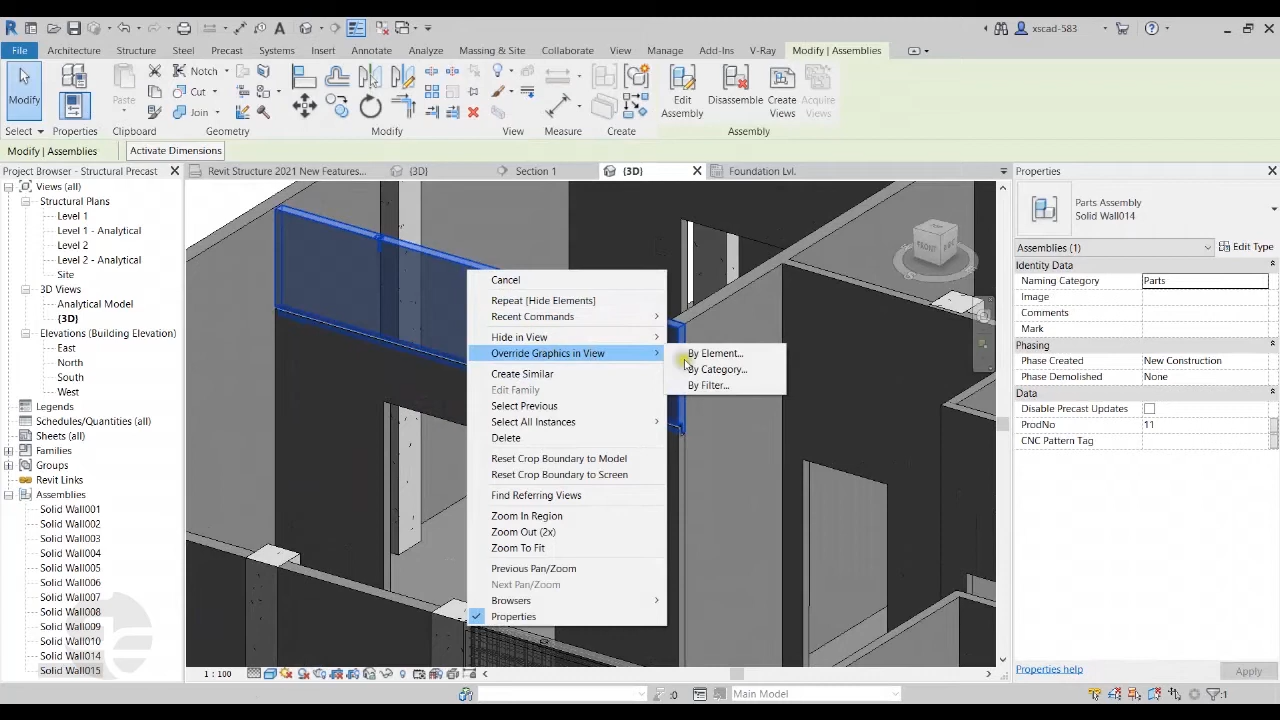 xscad-583
File Architecture Structure Steel Precast Systems Insert Annotate Analyze Massing & Site Collaborate View Manage Add-Ins V-Ray Modify | Assemblies
Modify Paste Notch Cut Join Edit Assembly Disassemble Create Views Acquire Views
Select Properties Clipboard Geometry Modify View Measure Create Assembly
Modify | Assemblies Activate Dimensions
Project Browser - Structural Precast
Revit Structure 2021 New Features... {3D} Section 1 {3D} Foundation Lvl.
Properties
Views (all)
Structural Plans
Level 1
Level 1 - Analytical
Level 2
Level 2 - Analytical
Site
3D Views
Analytical Model
{3D}
Elevations (Building Elevation)
East
North
South
West
Legends
Schedules/Quantities (all)
Sheets (all)
Families
Groups
Revit Links
Assemblies
Solid Wall001
Solid Wall002
Solid Wall003
Solid Wall004
Solid Wall005
Solid Wall006
Solid Wall007
Solid Wall008
Solid Wall009
Solid Wall010
Solid Wall014
Solid Wall015
FRONT
Cancel
Repeat [Hide Elements]
Recent Commands
Hide in View
Override Graphics in View
Create Similar
Edit Family
Select Previous
Select All Instances
Delete
Reset Crop Boundary to Model
Reset Crop Boundary to Screen
Find Referring Views
Zoom In Region
Zoom Out (2x)
Zoom To Fit
Previous Pan/Zoom
Next Pan/Zoom
Browsers
Properties
By Element...
By Category...
By Filter...
Parts Assembly
Solid Wall014
Assemblies (1) Edit Type
Identity Data
Naming Category Parts
Image
Comments
Mark
Phasing
Phase Created New Construction
Phase Demolished None
Data
Disable Precast Updates
ProdNo 11
CNC Pattern Tag
Properties help Apply
1 : 100
:0 Main Model :1